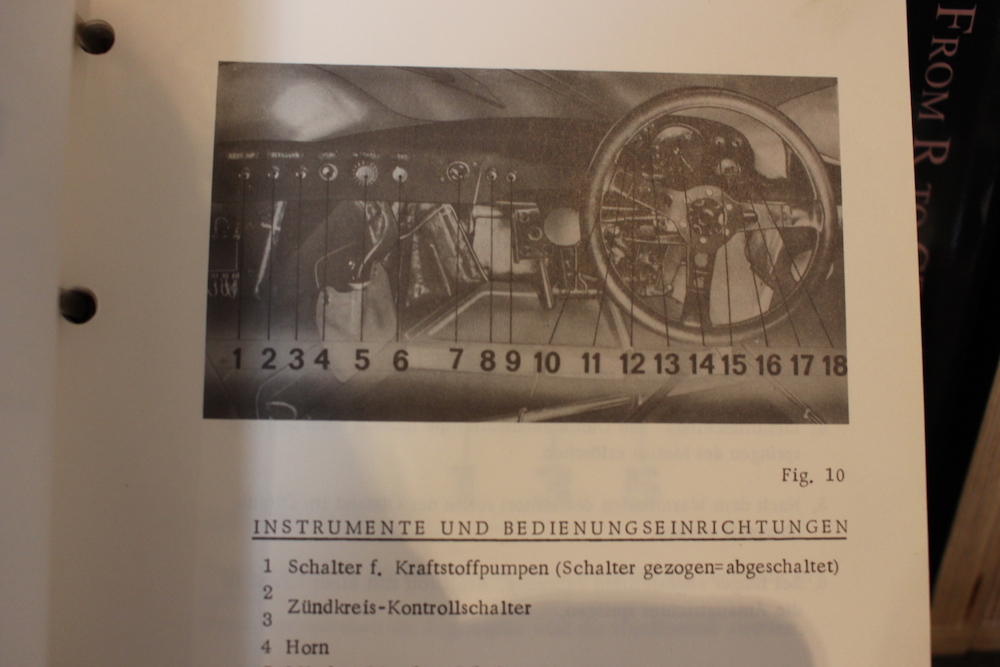 1 2 3 4 5 6 7 8 9 10 11 12 13 14 15 16 17 18
Fig. 10
INSTRUMENTE UND BEDIENUNGSEINRICHTUNGEN
1 Schalter f. Kraftstoffpumpen (Schalter gezogen=abgeschaltet)
2
Zündkreis-Kontrollschalter
3
4 Horn
FROM R TO